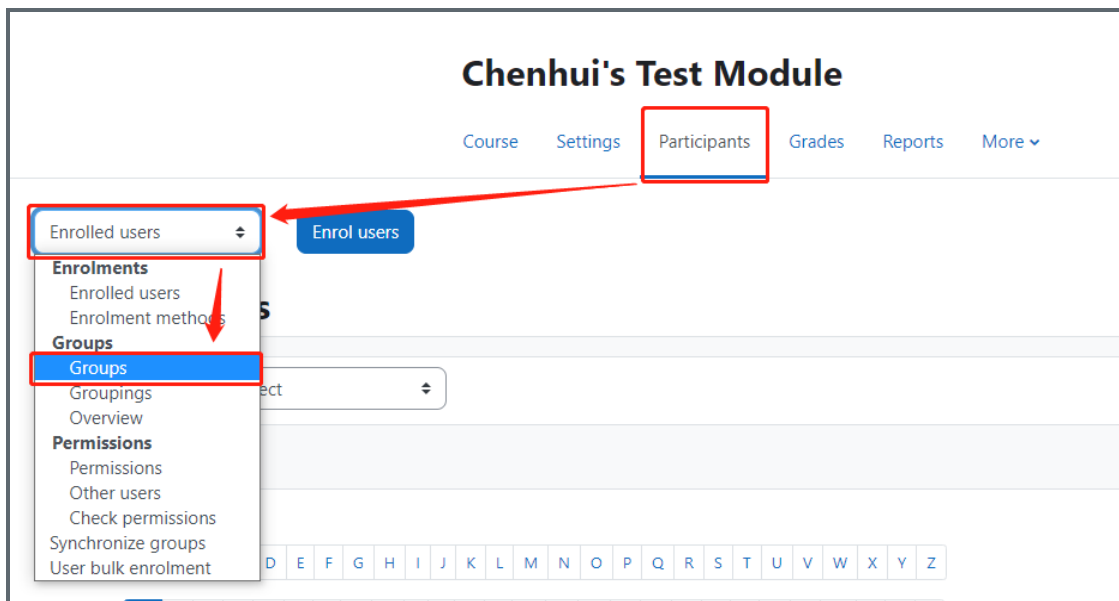 Chenhui's Test Module
Course Settings Participants Grades Reports More
Enrolled users Enrol users
Enrolments
Enrolled users
Enrolment methods
Groups
Groups
Groupings
Overview
Permissions
Permissions
Other users
Check permissions
Synchronize groups
User bulk enrolment
D E F G H I J K L M N O P Q R S T U V W X Y Z